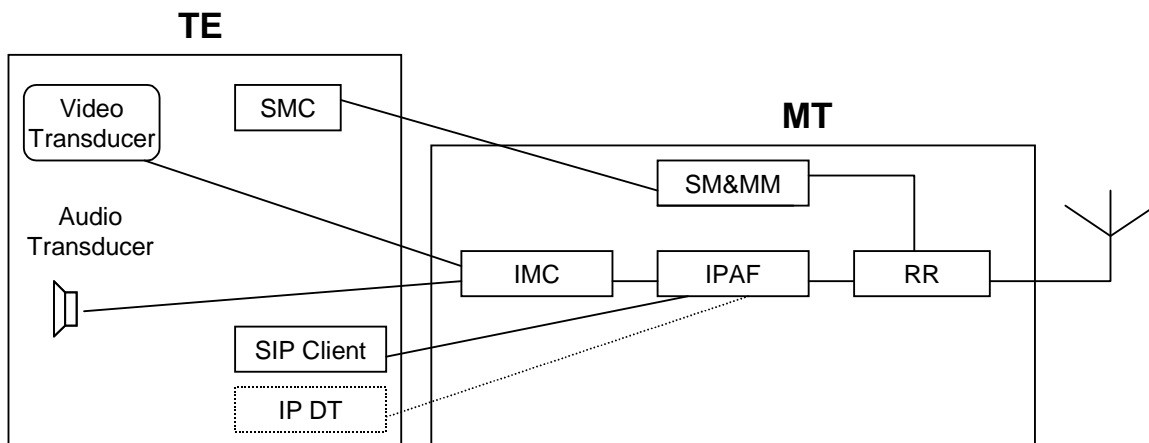 TE
Video
Transducer
SMC
MT
SM&MM
Audio
Transducer
IMC
IPAF
RR
SIP Client
IP DT